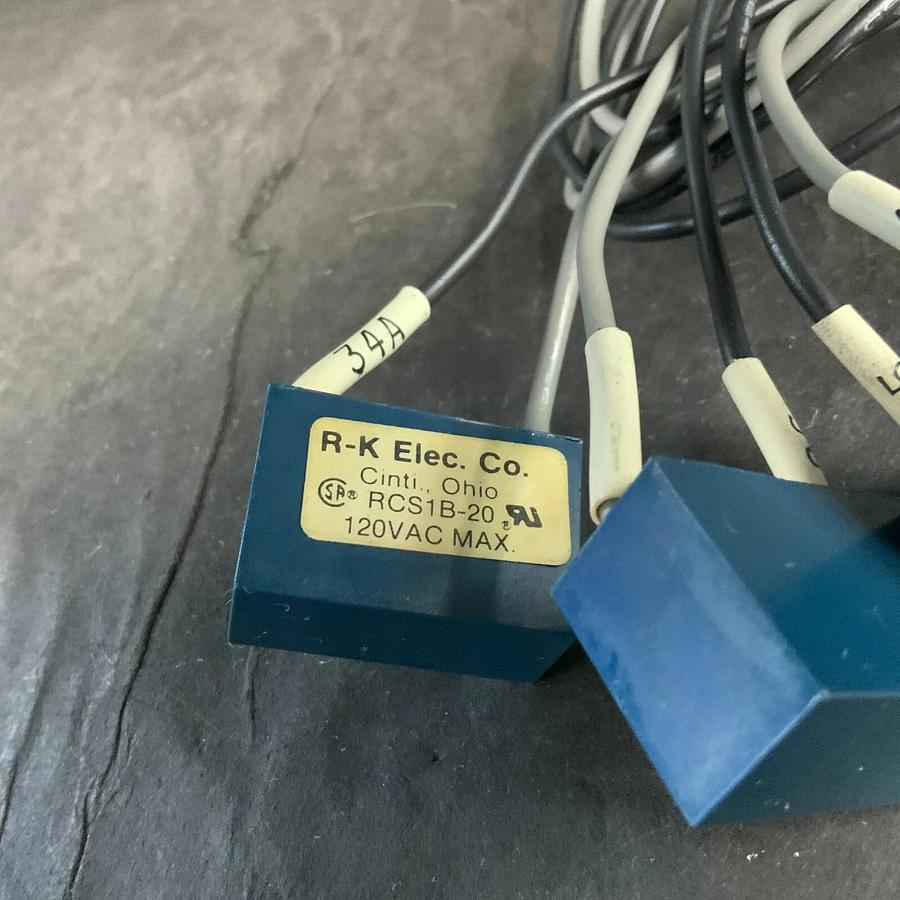 34A
R-K Elec. Co.
Cinti., Ohio
RCS1B-20
120VAC MAX.